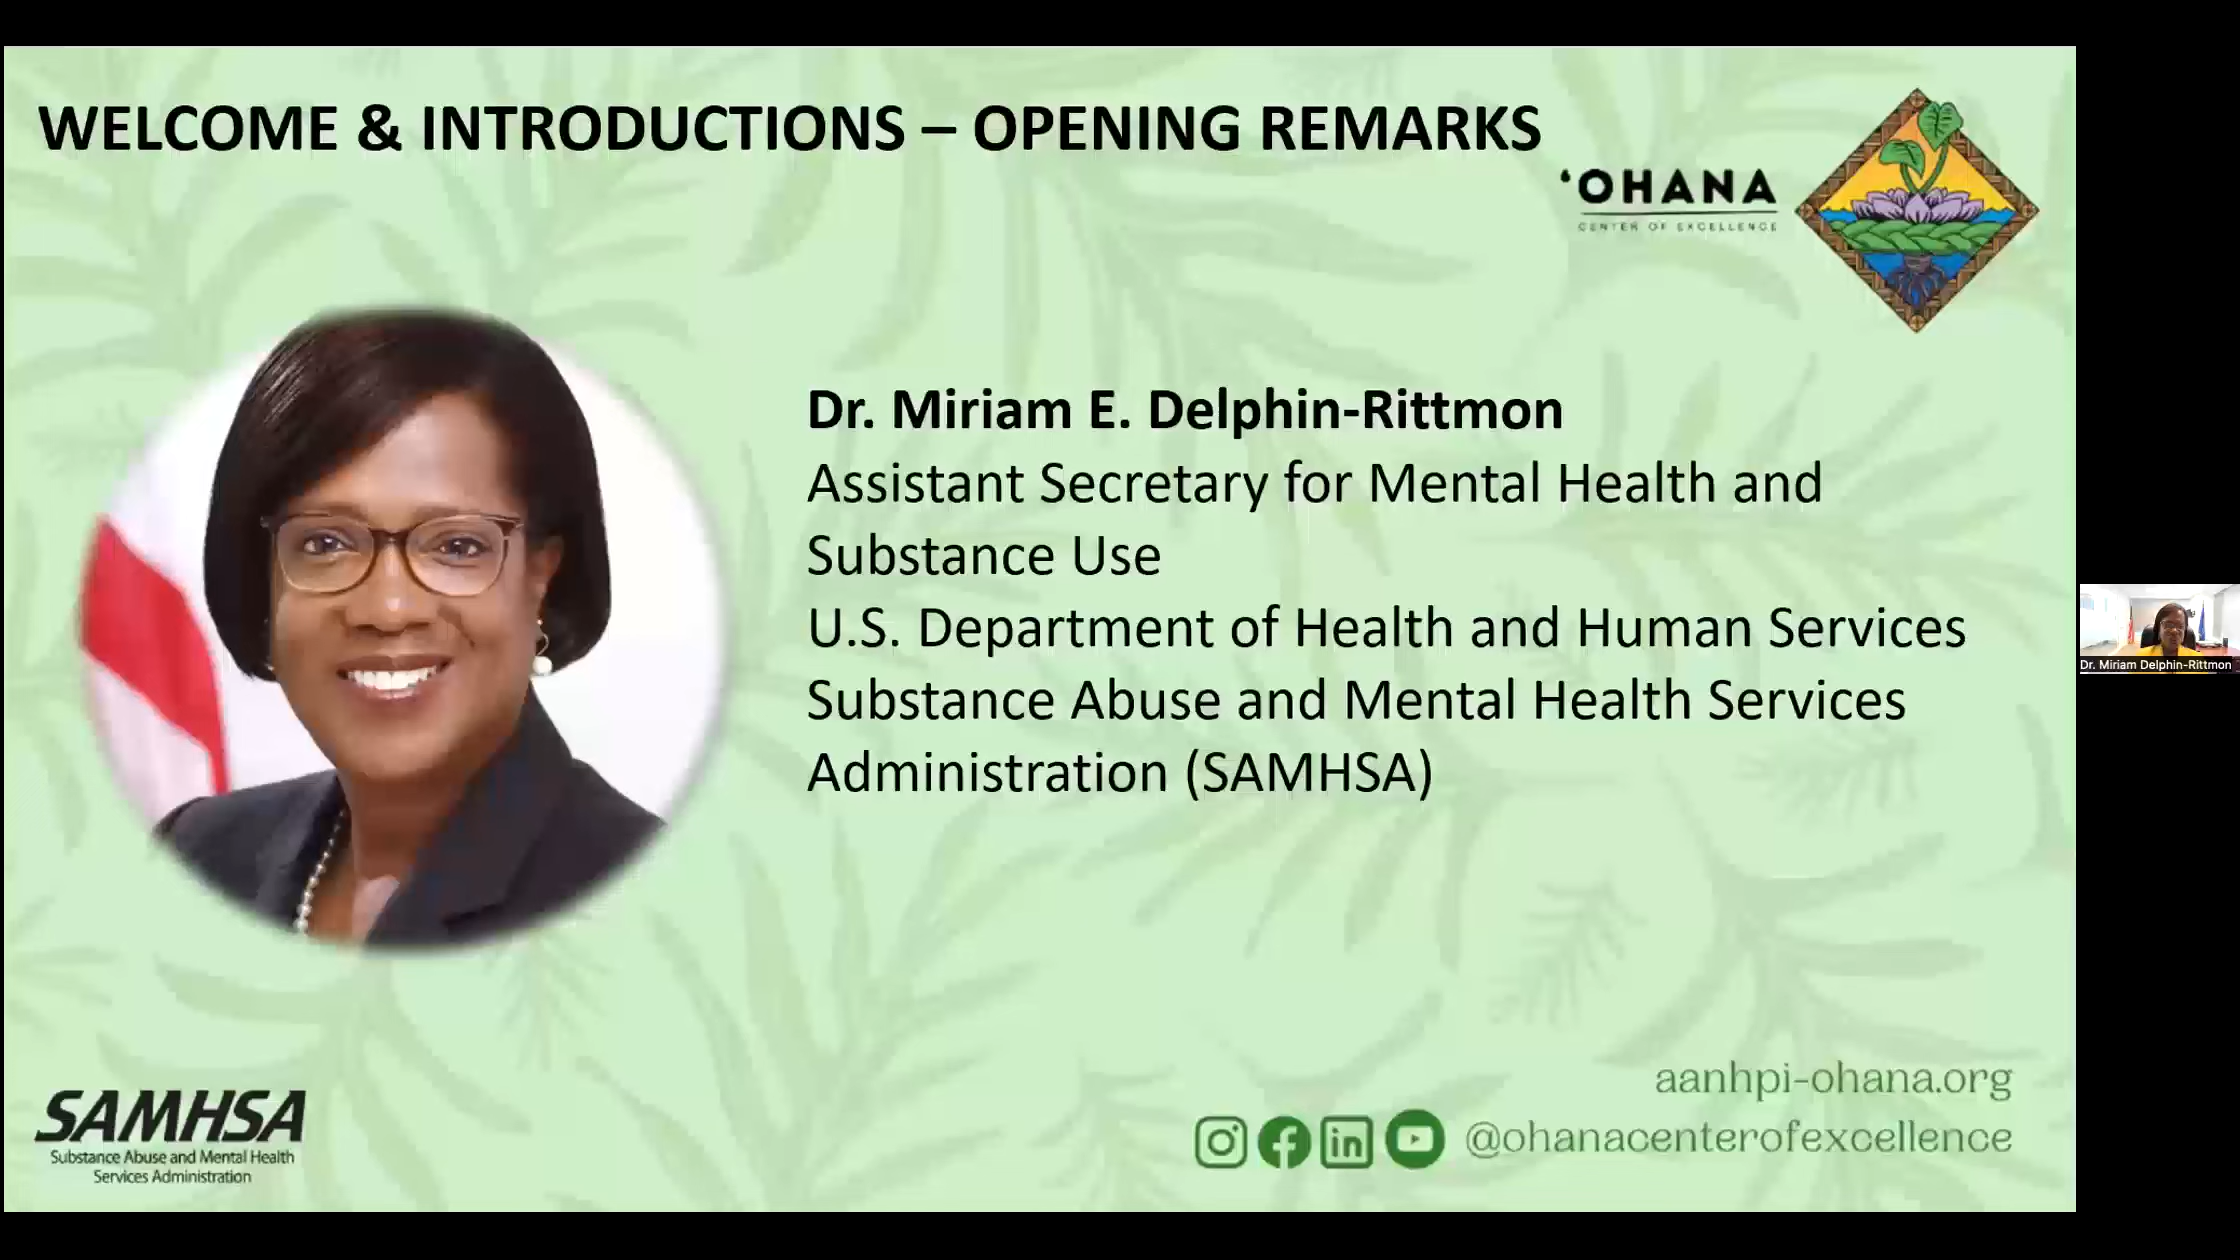 WELCOME & INTRODUCTIONS – OPENING REMARKS
ʻOHANA
CENTER OF EXCELLENCE
Dr. Miriam E. Delphin-Rittmon
Assistant Secretary for Mental Health and
Substance Use
U.S. Department of Health and Human Services
Substance Abuse and Mental Health Services
Administration (SAMHSA)
Dr. Miriam Delphin-Rittmon
SAMHSA
Substance Abuse and Mental Health
Services Administration
aanhpi-ohana.org
@ohanacenterofexcellence